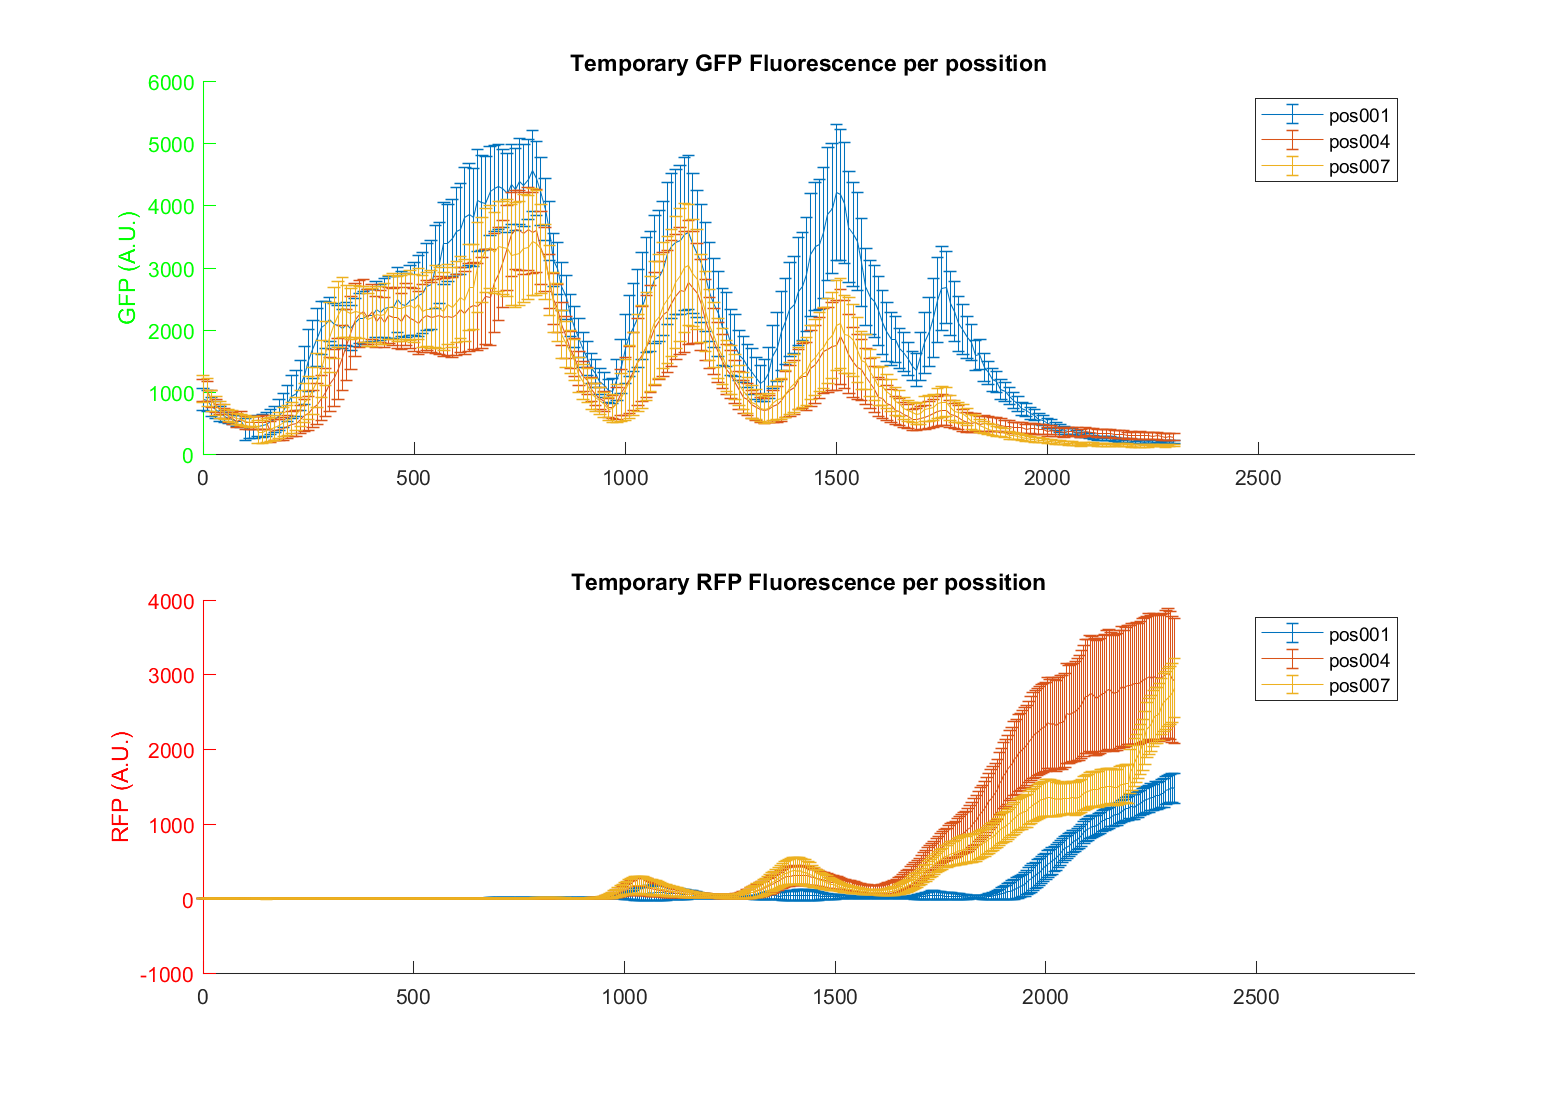 Temporary GFP Fluorescence per possition
6000
5000
4000
3000
2000
1000
0
GFP (A.U.)
0 500 1000 1500 2000 2500
pos001
pos004
pos007
Temporary RFP Fluorescence per possition
4000
3000
2000
1000
0
-1000
RFP (A.U.)
0 500 1000 1500 2000 2500
pos001
pos004
pos007